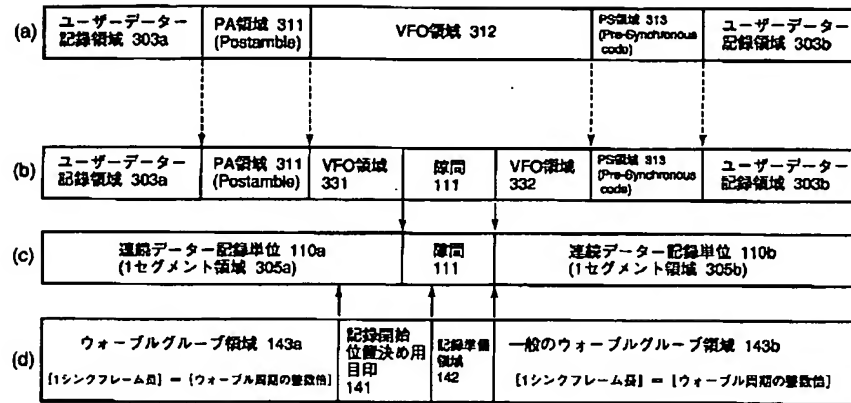 (a)
ユーザーデーター
記録領域 303a
PA領域 311
(Postamble)
VFO領域 312
PS領域 313
(Pre-Synchronous
code)
ユーザーデーター
記録領域 303b
(b)
ユーザーデーター
記録領域 303a
PA領域 311
(Postamble)
VFO領域
331
隙間
111
VFO領域
332
PS領域 313
(Pre-Synchronous
code)
ユーザーデーター
記録領域 303b
(c)
連続データー記録単位 110a
(1セグメント領域 305a)
隙間
111
連続データー記録単位 110b
(1セグメント領域 305b)
(d)
ウォーブルグループ領域 143a
[1シンクフレーム長] = [ウォーブル周期の整数倍]
記録開始
位置決め用
目印
141
記録準備
領域
142
一般のウォーブルグループ領域 143b
[1シンクフレーム長] = [ウォーブル周期の整数倍]